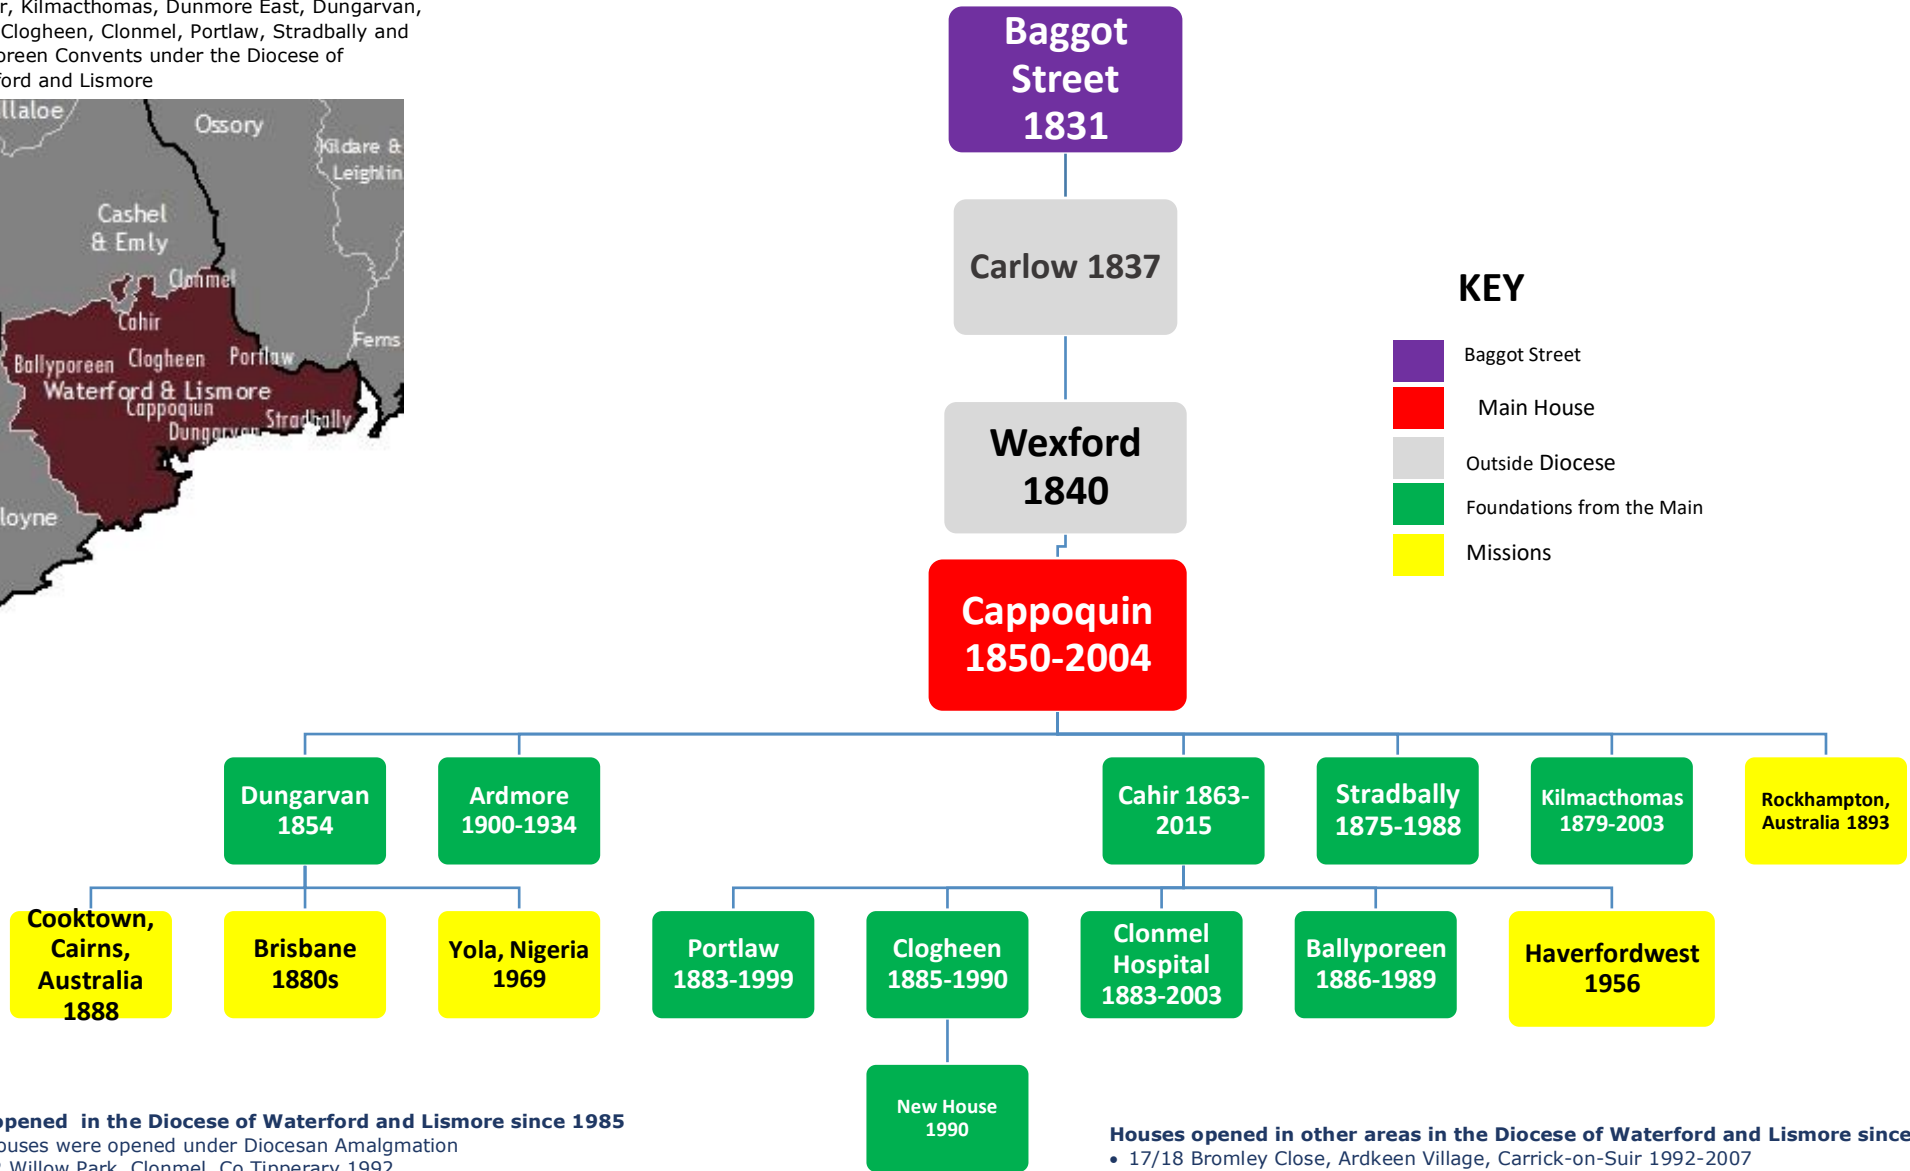 r, Kilmacthomas, Dunmore East, Dungarvan,
Clogheen, Clonmel, Portlaw, Stradbally and
oreen Convents under the Diocese of
ford and Lismore
llaloe
Ossory
Kildare &
Leighlin
Cashel
& Emly
Clonmel
Cahir
Ferns
Ballyporeen Clogheen Portlaw
Waterford & Lismore
Cappoqiun
Stradbally
Dungarvan
loyne
Baggot
Street
1831
Carlow 1837
Wexford
1840
Cappoquin
1850-2004
KEY
Baggot Street
Main House
Outside Diocese
Foundations from the Main
Missions
Dungarvan
1854
Ardmore
1900-1934
Cahir 1863-
2015
Stradbally
1875-1988
Kilmacthomas
1879-2003
Rockhampton,
Australia 1893
Cooktown,
Cairns,
Australia
1888
Brisbane
1880s
Yola, Nigeria
1969
Portlaw
1883-1999
Clogheen
1885-1990
Clonmel
Hospital
1883-2003
Ballyporeen
1886-1989
Haverfordwest
1956
New House
1990
opened in the Diocese of Waterford and Lismore since 1985
ouses were opened under Diocesan Amalgmation
Willow Park, Clonmel, Co Tipperary 1992
Houses opened in other areas in the Diocese of Waterford and Lismore since
• 17/18 Bromley Close, Ardkeen Village, Carrick-on-Suir 1992-2007